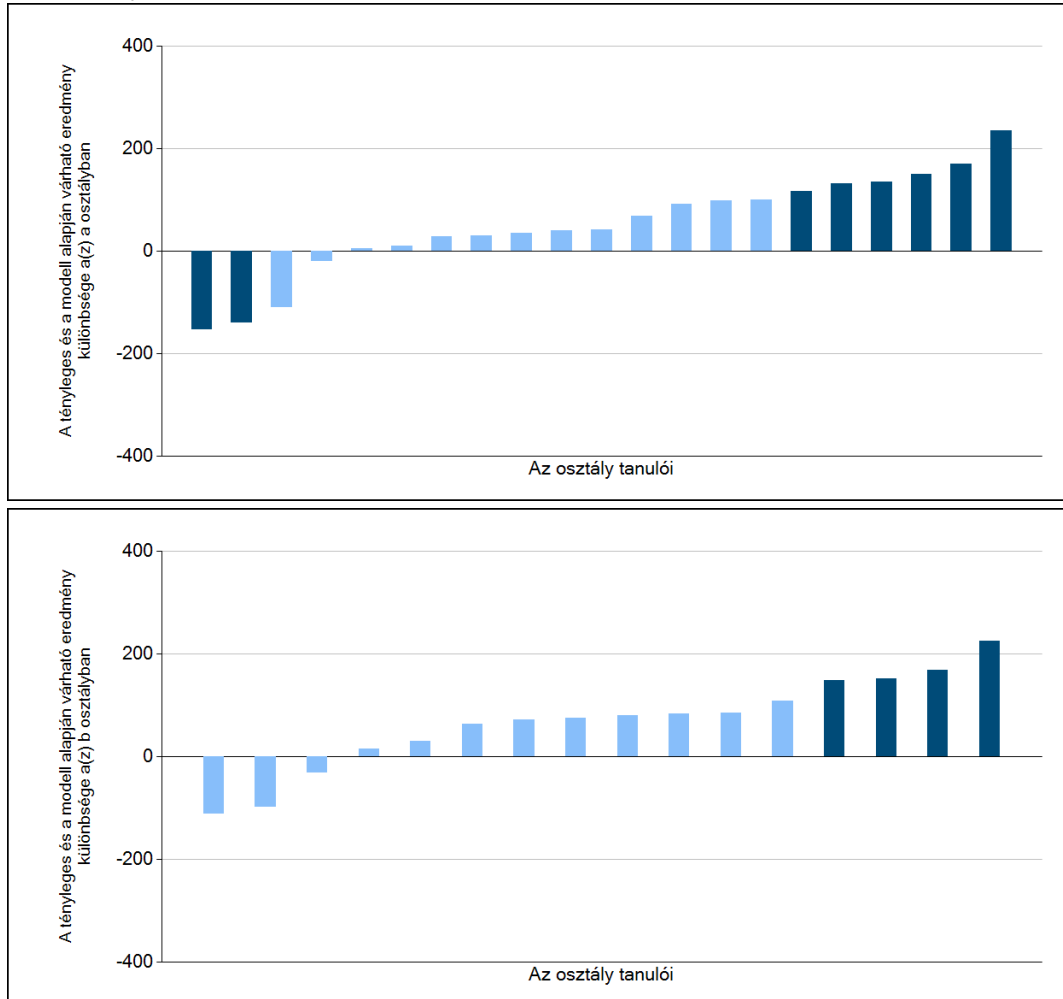 A tényleges és a modell alapján várható eredmény
különbsége a(z) a osztályban
400
200
0
-200
-400
Az osztály tanulói
A tényleges és a modell alapján várható eredmény
különbsége a(z) b osztályban
400
200
0
-200
-400
Az osztály tanulói